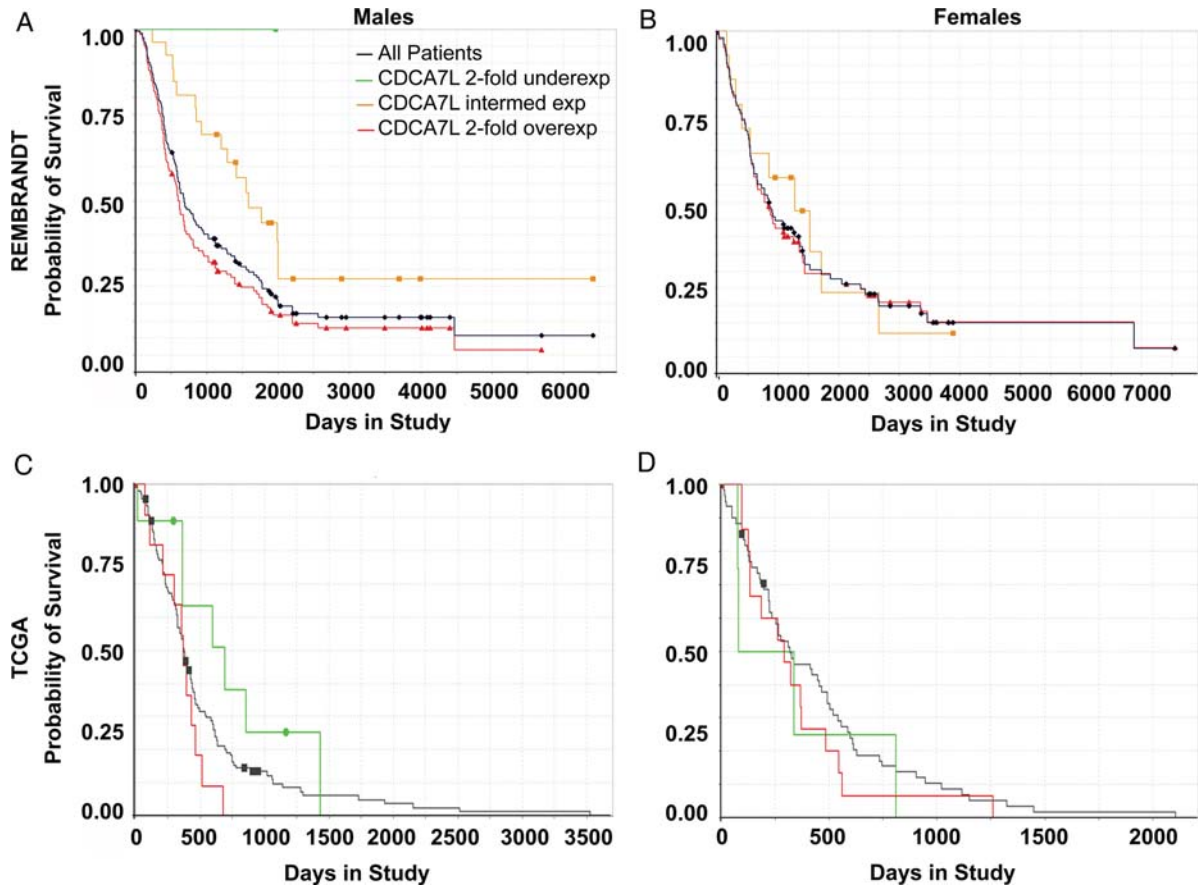 A
Males
B
Females
REMBRANDT
Probability of Survival
1.00
0.75
0.50
0.25
0.00
All Patients
CDCA7L 2-fold underexp
CDCA7L intermed exp
CDCA7L 2-fold overexp
0 1000 2000 3000 4000 5000 6000
Days in Study
1.00
0.75
0.50
0.25
0.00
0 1000 2000 3000 4000 5000 6000 7000
Days in Study
C
D
TCGA
Probability of Survival
1.00
0.75
0.50
0.25
0.00
0 500 1000 1500 2000 2500 3000 3500
Days in Study
1.00
0.75
0.50
0.25
0.00
0 500 1000 1500 2000
Days in Study